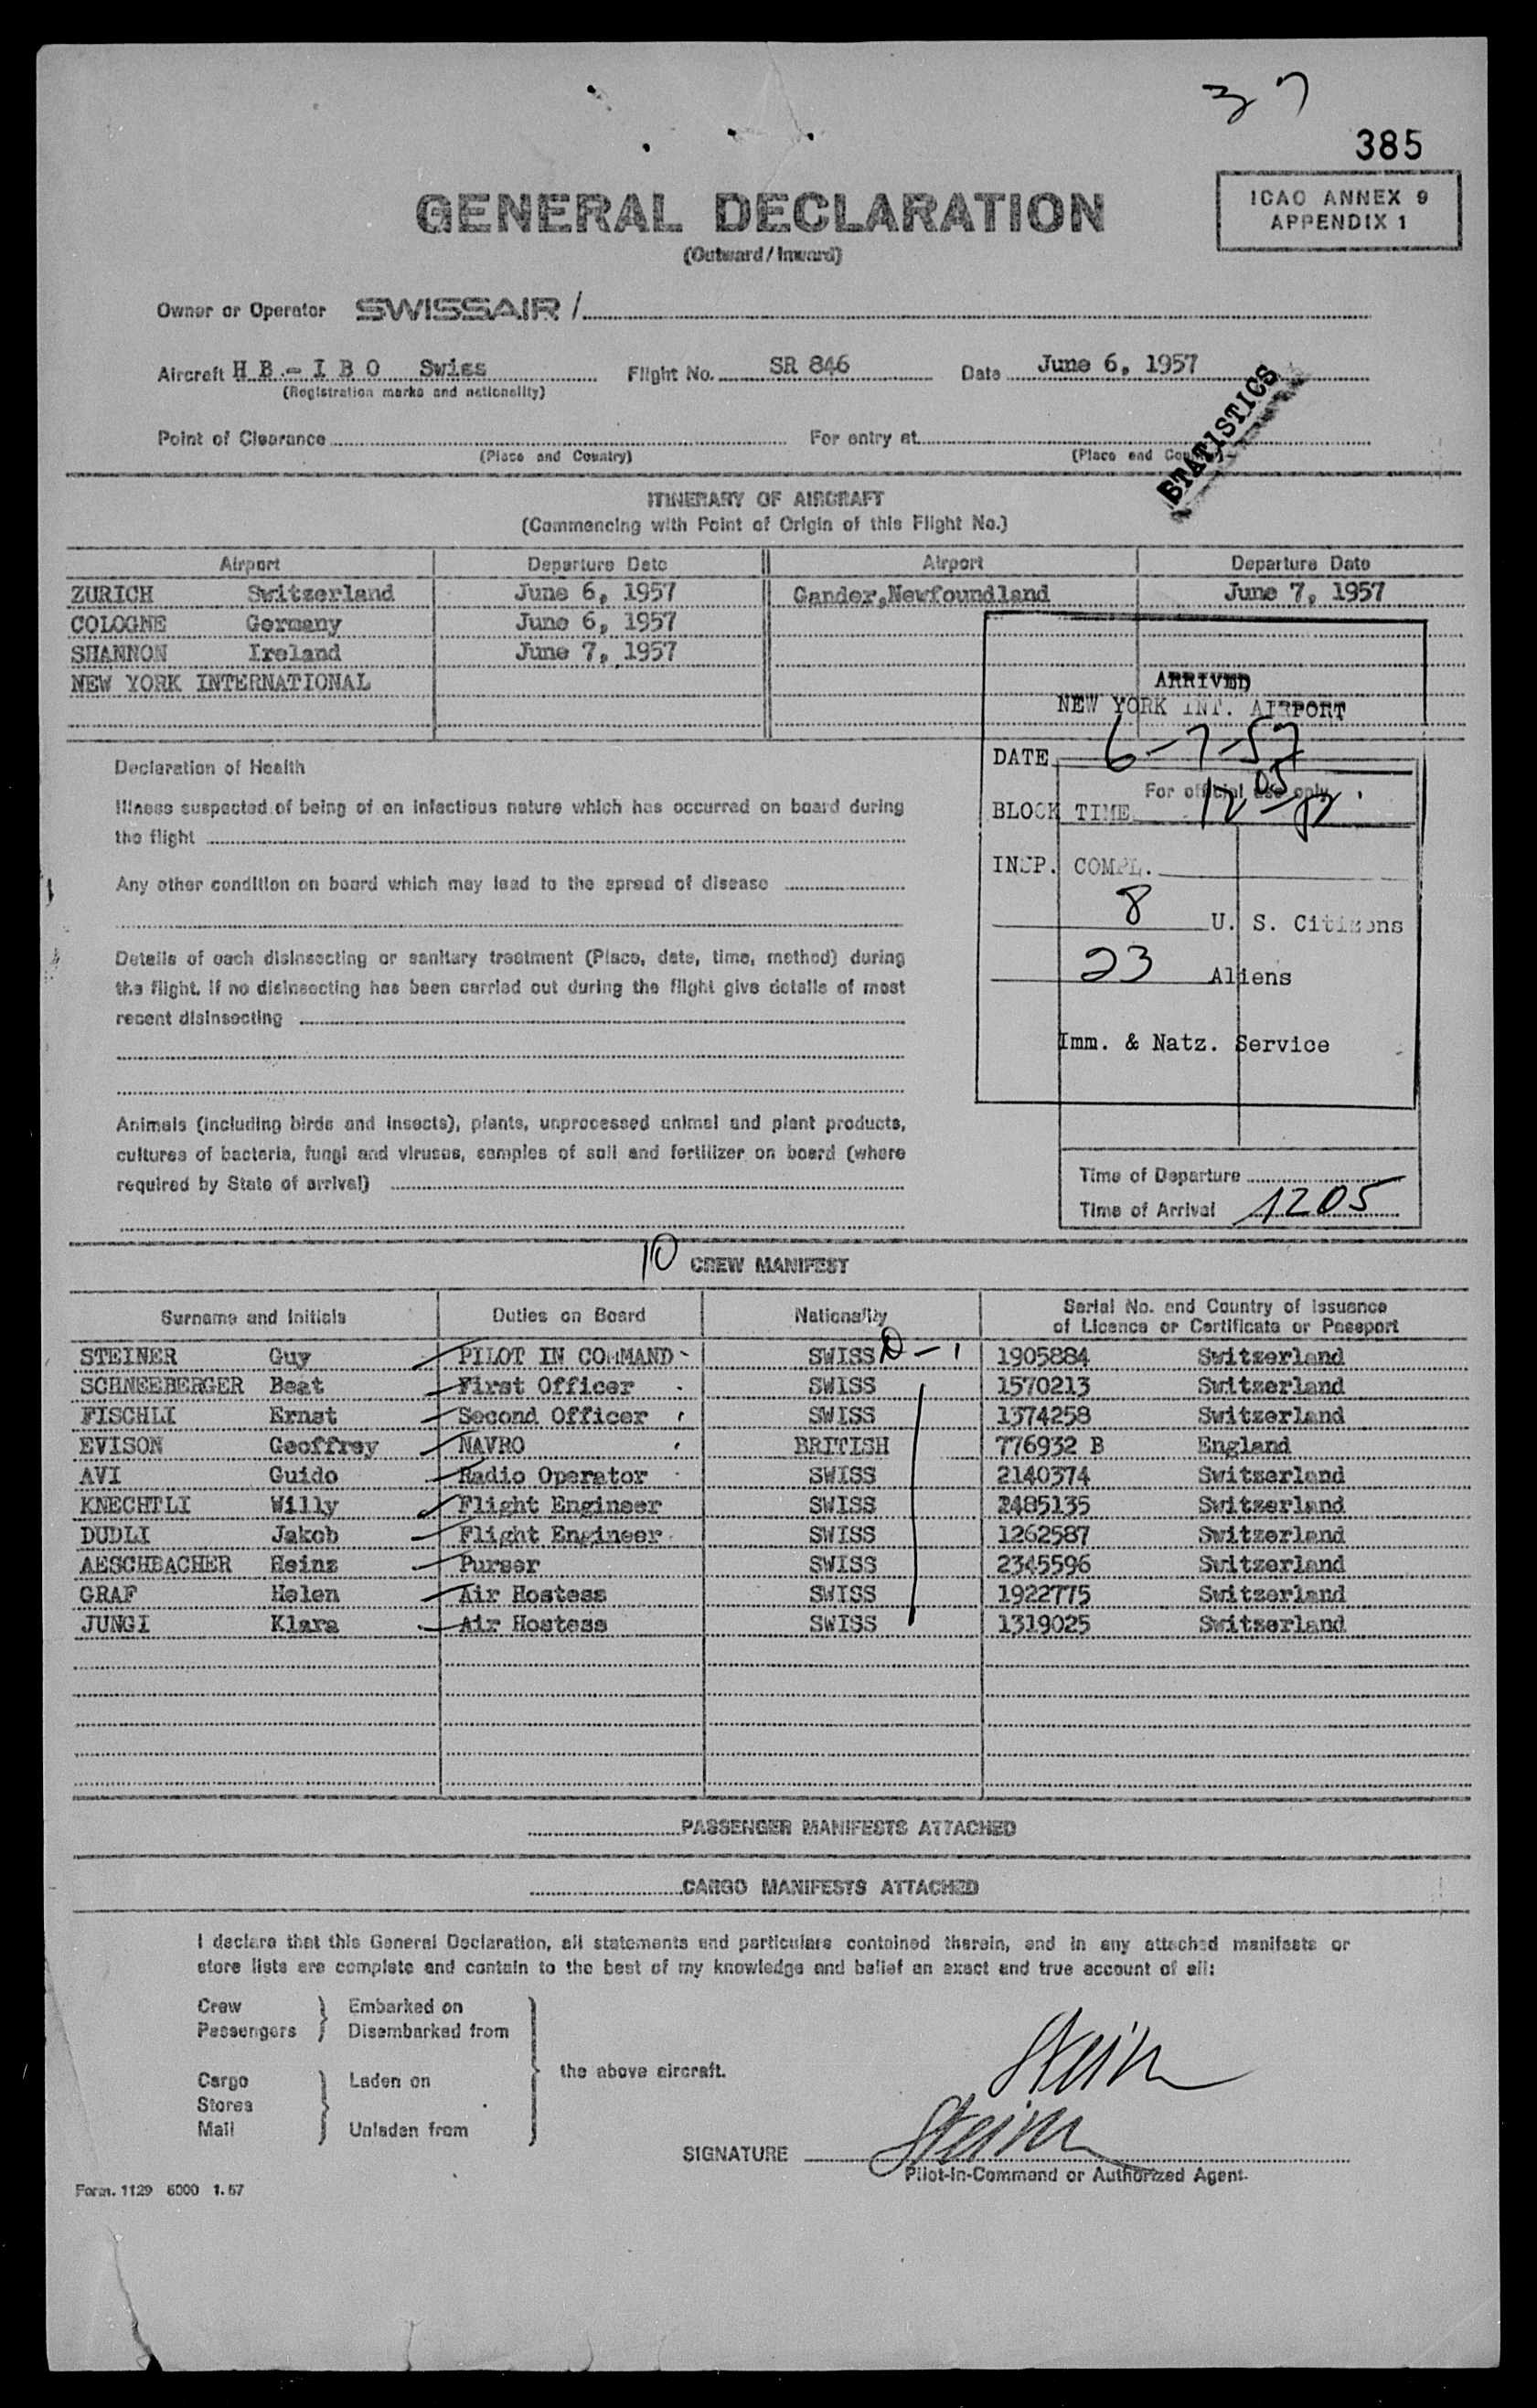 37
385
GENERAL DECLARATION
(Outward / Inward)
ICAO ANNEX 9
APPENDIX 1
Owner or Operator SWISSAIR /
Aircraft H B - I B O Swiss Flight No. SR 846 Date June 6, 1957
(Registration marks and nationality)
STATISTICS
Point of Clearance For entry at
(Place and Country) (Place and Country)
ITINERARY OF AIRCRAFT
(Commencing with Point of Origin of this Flight No.)
Airport Departure Date Airport Departure Date
ZURICH Switzerland June 6, 1957 Gander,Newfoundland June 7, 1957
COLOGNE Germany June 6, 1957
SHANNON Ireland June 7, 1957
NEW YORK INTERNATIONAL
ARRIVED
NEW YORK INT. AIRPORT
DATE 6-7-57
For official use only
BLOCK TIME 12 05
INSP. COMPL.
8 U. S. Citizens
23 Aliens
Imm. & Natz. Service
Declaration of Health
Illness suspected of being of an infectious nature which has occurred on board during
the flight
Any other condition on board which may lead to the spread of disease
Details of each disinsecting or sanitary treatment (Place, date, time, method) during
the flight. If no disinsecting has been carried out during the flight give details of most
recent disinsecting
Animals (including birds and insects), plants, unprocessed animal and plant products,
cultures of bacteria, fungi and viruses, samples of soil and fertilizer on board (where
required by State of arrival)
Time of Departure
Time of Arrival 1205
10 CREW MANIFEST
Surname and Initials Duties on Board Nationality Serial No. and Country of Issuance
of Licence or Certificate or Passport
STEINER Guy PILOT IN COMMAND SWISS D-1 1905884 Switzerland
SCHNEEBERGER Beat First Officer SWISS 1570213 Switzerland
FISCHLI Ernst Second Officer SWISS 1374258 Switzerland
EVISON Geoffrey NAVRO BRITISH 776932 B England
AVI Guido Radio Operator SWISS 2140374 Switzerland
KNECHTLI Willy Flight Engineer SWISS 2485135 Switzerland
DUDLI Jakob Flight Engineer SWISS 1262587 Switzerland
AESCHBACHER Heinz Purser SWISS 2345596 Switzerland
GRAF Helen Air Hostess SWISS 1922775 Switzerland
JUNGI Klara Air Hostess SWISS 1319025 Switzerland
PASSENGER MANIFESTS ATTACHED
CARGO MANIFESTS ATTACHED
I declare that this General Declaration, all statements and particulars contained therein, and in any attached manifests or
store lists are complete and contain to the best of my knowledge and belief an exact and true account of all:
Crew Embarked on
Passengers Disembarked from
the above aircraft.
Cargo Laden on
Stores
Mail Unladen from
SIGNATURE
Pilot-in-Command or Authorized Agent
Form. 1129 6000 1. 57